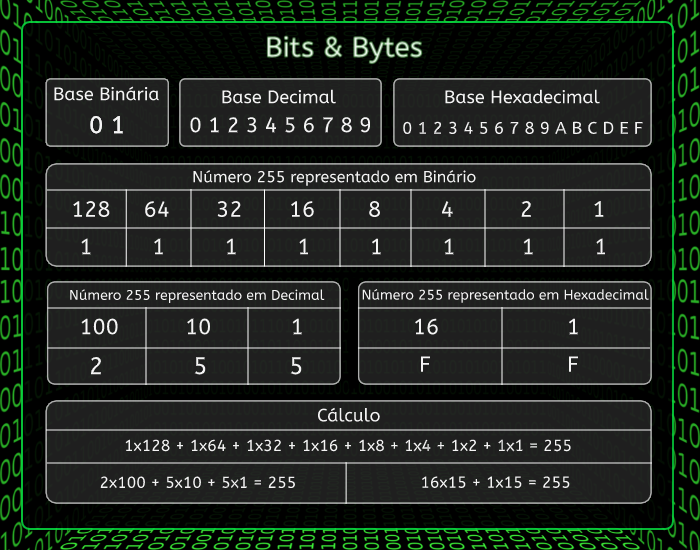 Bits & Bytes
Base Binária
0 1
Base Decimal
0 1 2 3 4 5 6 7 8 9
Base Hexadecimal
0 1 2 3 4 5 6 7 8 9 A B C D E F
Número 255 representado em Binário
128 64 32 16 8 4 2 1
1 1 1 1 1 1 1 1
Número 255 representado em Decimal
100 10 1
2 5 5
Número 255 representado em Hexadecimal
16 1
F F
Cálculo
1x128 + 1x64 + 1x32 + 1x16 + 1x8 + 1x4 + 1x2 + 1x1 = 255
2x100 + 5x10 + 5x1 = 255
16x15 + 1x15 = 255